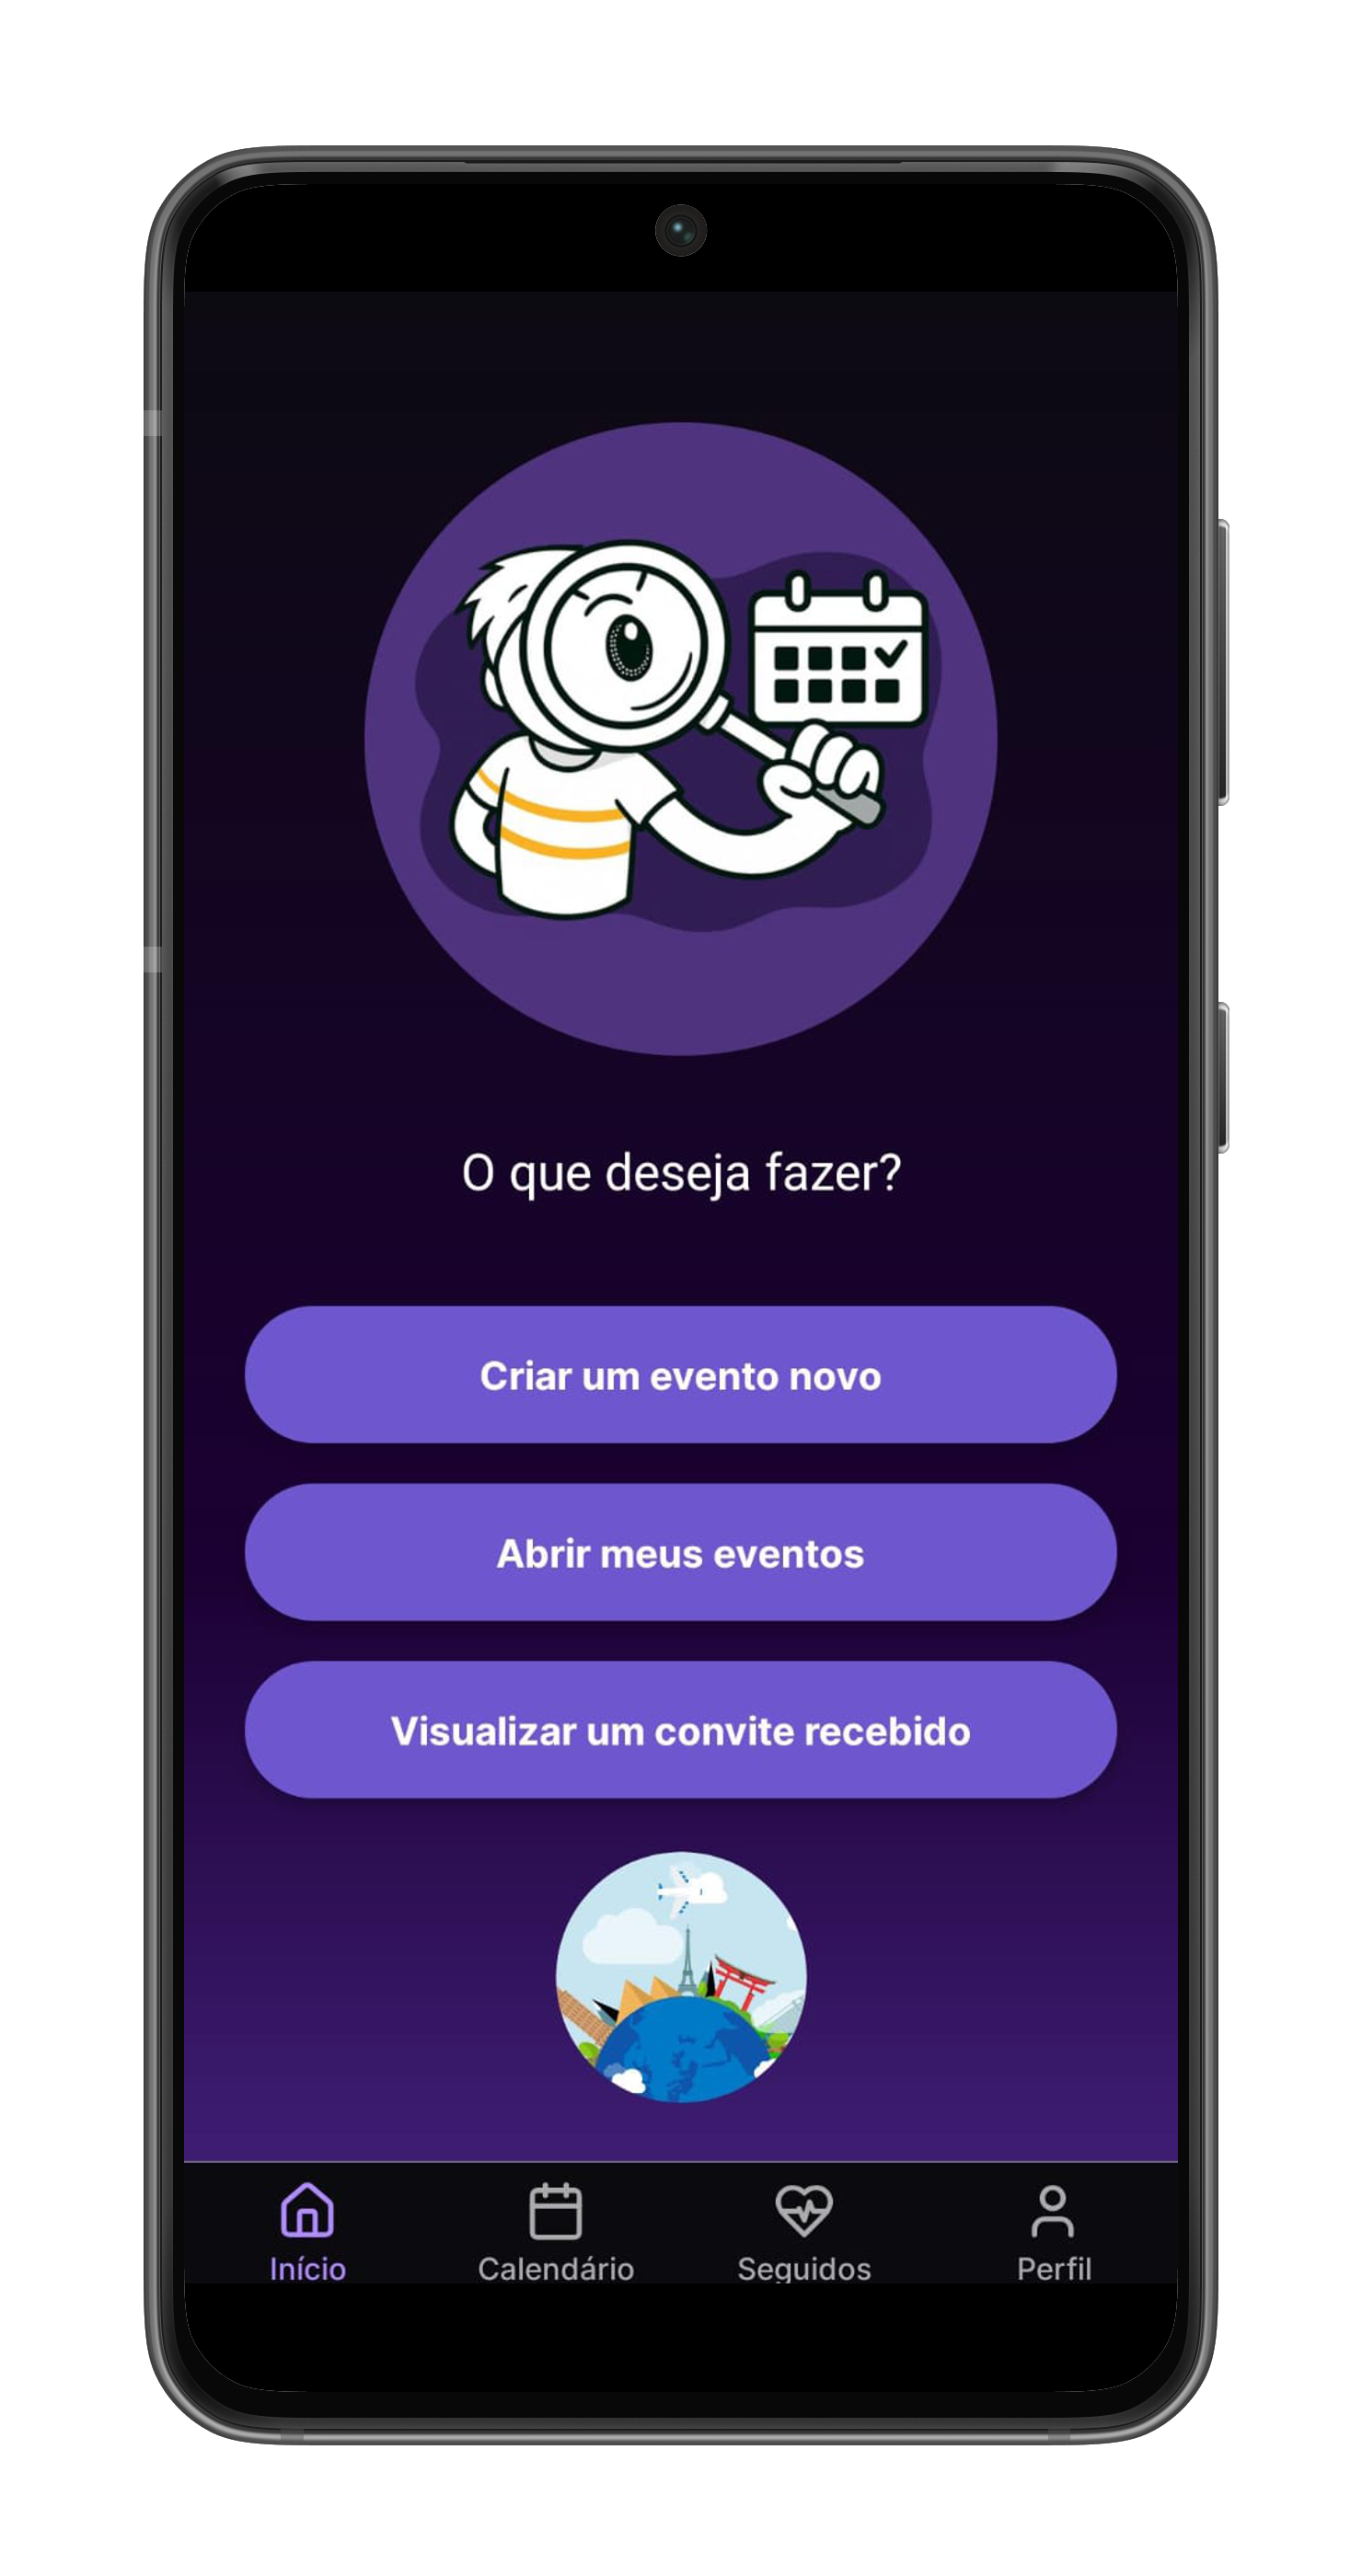 O que deseja fazer?
Criar um evento novo
Abrir meus eventos
Visualizar um convite recebido
Início
Calendário
Seguidos
Perfil